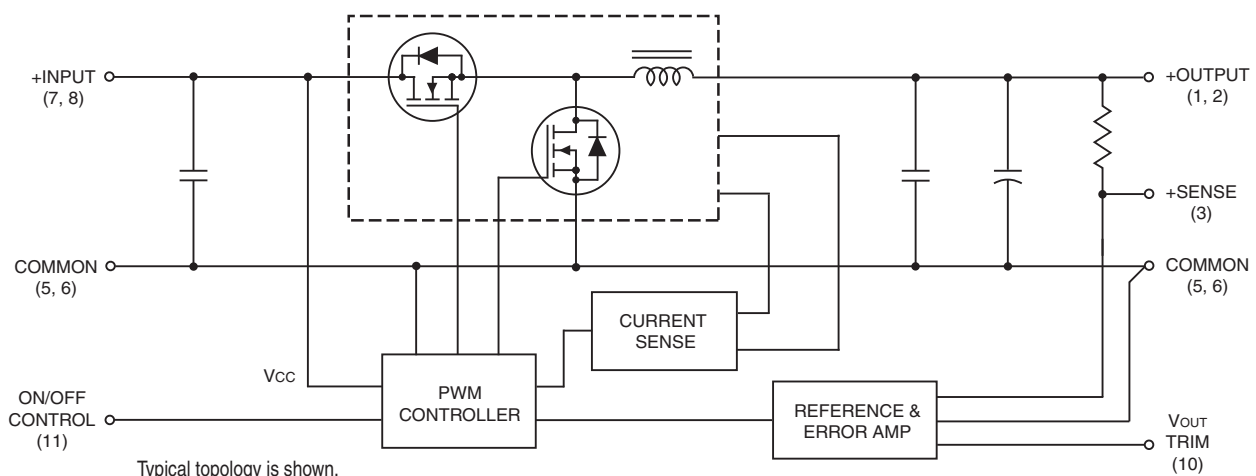 +INPUT
(7, 8)
+OUTPUT
(1, 2)
+SENSE
(3)
COMMON
(5, 6)
COMMON
(5, 6)
CURRENT
SENSE
VCC
PWM
CONTROLLER
ON/OFF
CONTROL
(11)
REFERENCE &
ERROR AMP
VOUT
TRIM
(10)
Typical topology is shown.